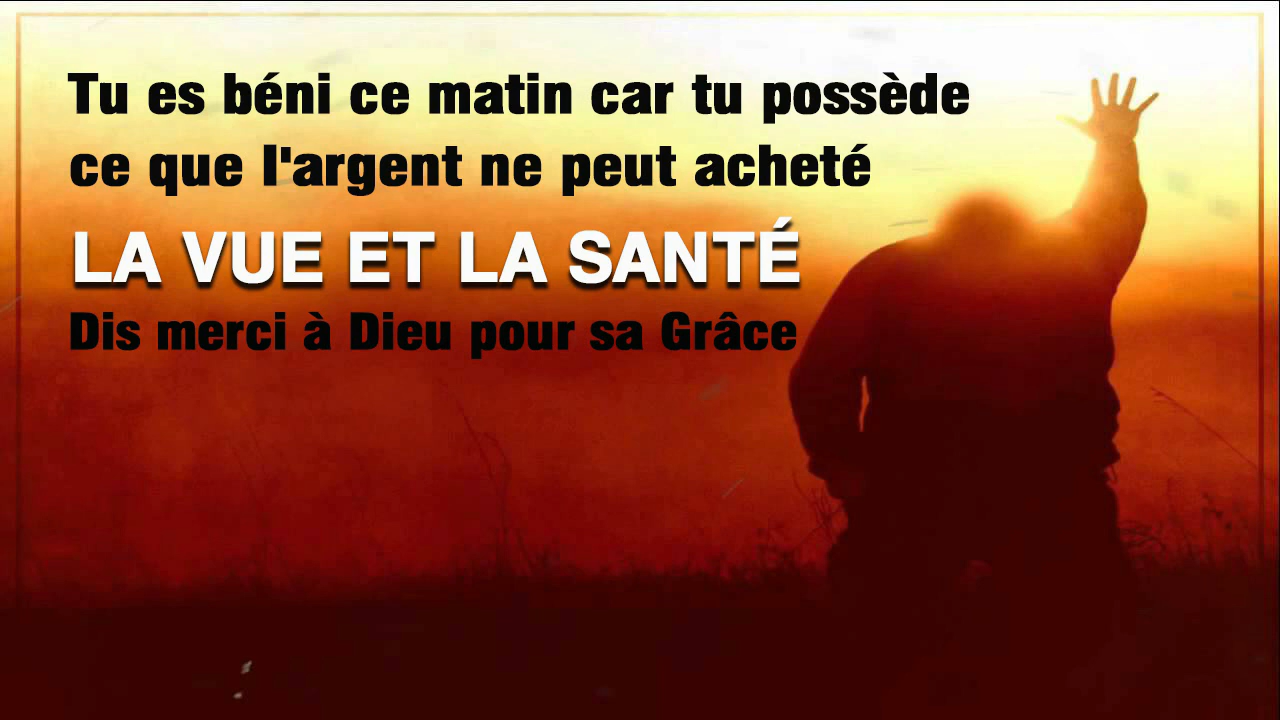 Tu es béni ce matin car tu possède
ce que l'argent ne peut acheté
LA VUE ET LA SANTÉ
Dis merci à Dieu pour sa Grâce